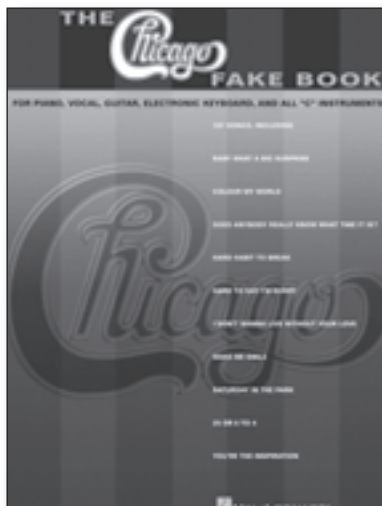 THE
Chicago
FAKE BOOK
FOR PIANO, VOCAL, GUITAR, ELECTRONIC KEYBOARD, AND ALL "C" INSTRUMENTS
SONGS, INCLUDING
BABY WHAT A BIG SURPRISE
COLOUR MY WORLD
DOES ANYBODY REALLY KNOW WHAT TIME IT IS?
HARD HABIT TO BREAK
HARD TO SAY I'M SORRY
I DON'T WANNA LIVE WITHOUT YOUR LOVE
Chicago
MAKE ME SMILE
SATURDAY IN THE PARK
25 OR 6 TO 4
YOU'RE THE INSPIRATION